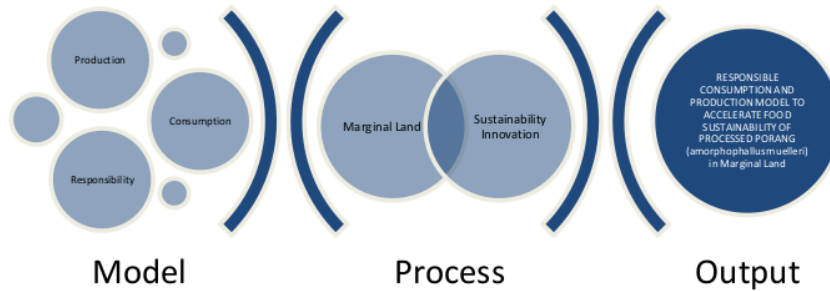 Production
Consumption
Responsibility
Marginal Land
Sustainability
Innovation
RESPONSIBLE
CONSUMPTION AND
PRODUCTION MODEL TO
ACCELERATE FOOD
SUSTAINABILITY OF
PROCESSED PORANG
(amorphophallusmuelleri)
in Marginal Land
Model
Process
Output